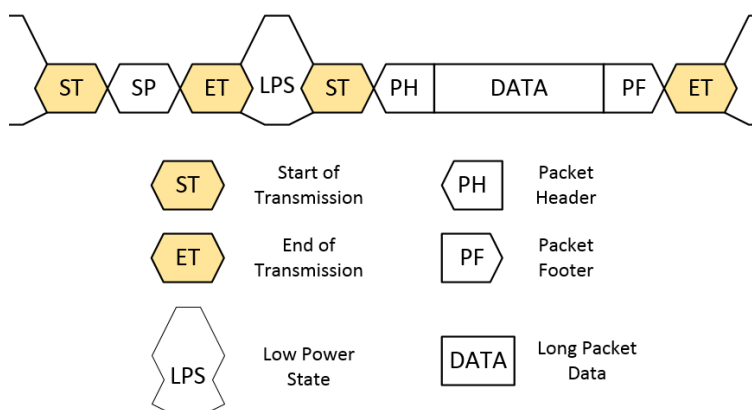 ST SP ET LPS ST PH DATA PF ET
ST Start of Transmission
PH Packet Header
ET End of Transmission
PF Packet Footer
LPS Low Power State
DATA Long Packet Data